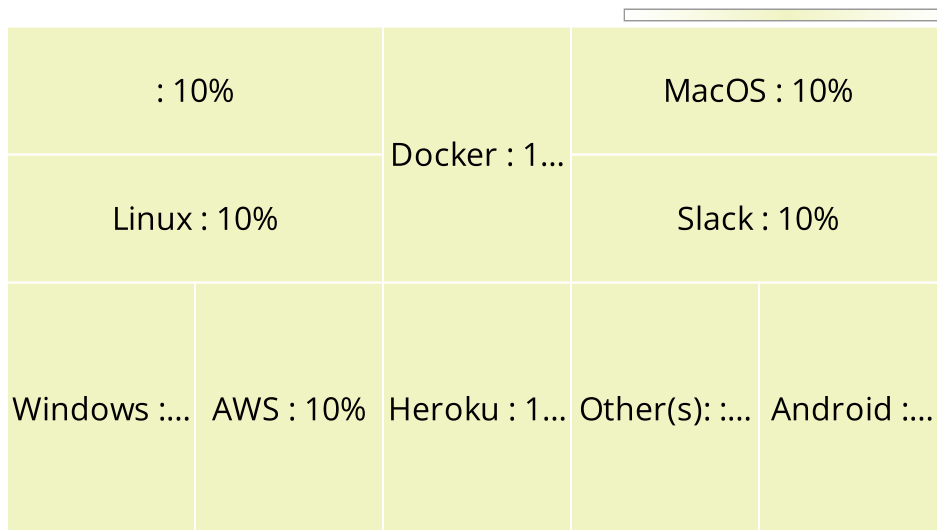 : 10%
Docker : 1...
MacOS : 10%
Linux : 10%
Slack : 10%
Windows :...
AWS : 10%
Heroku : 1...
Other(s): :...
Android :...